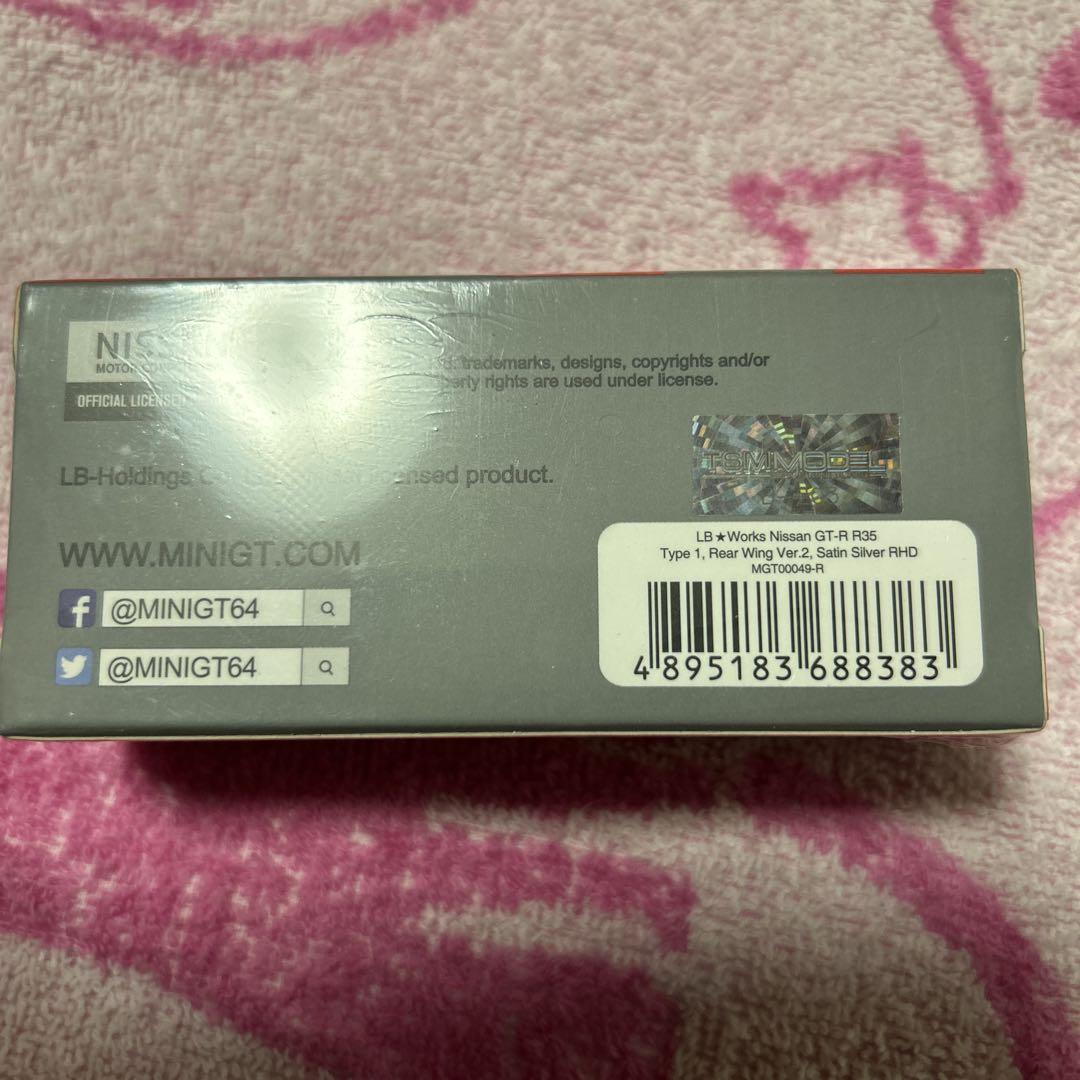 NISS
MOTOR
OFFICIAL LICENSED
trademarks, designs, copyrights and/or
rights are used under license.
LB-Holdings product.
TSM MODEL
WWW.MINIGT.COM
@MINIGT64
@MINIGT64
LB★Works Nissan GT-R R35
Type 1, Rear Wing Ver.2, Satin Silver RHD
MGT00049-R
4 895183 688383